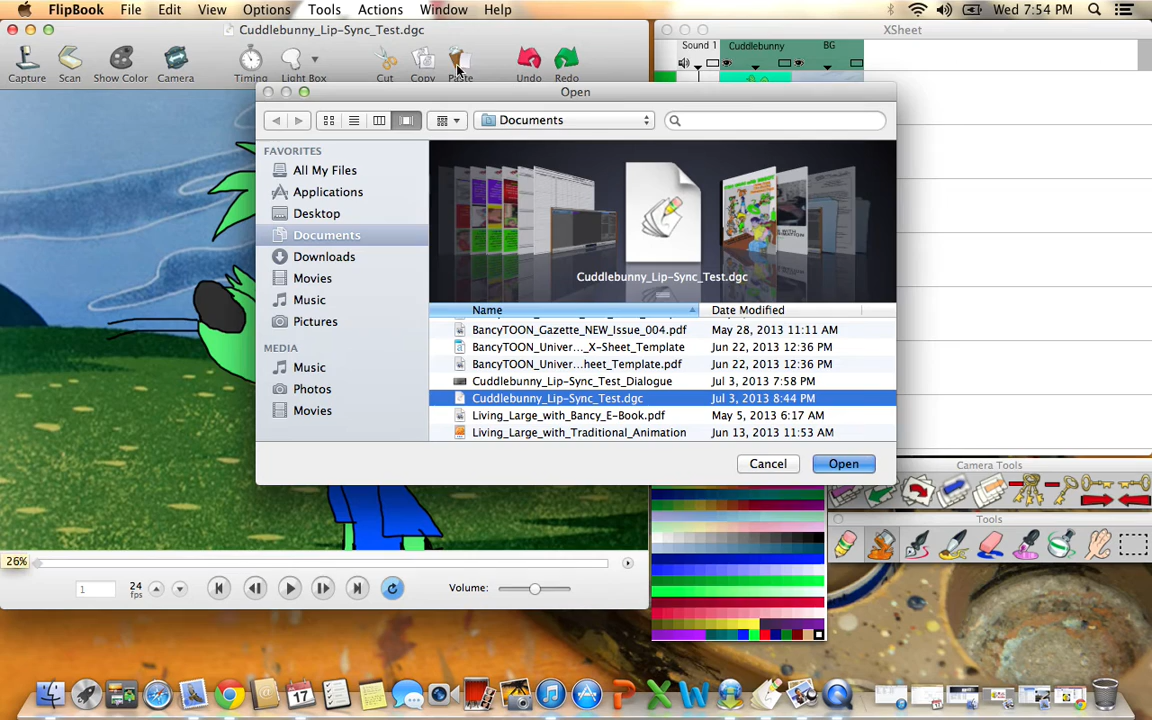 FlipBook File Edit View Options Tools Actions Window Help Wed 7:54 PM
Cuddlebunny_Lip-Sync_Test.dgc
XSheet
Capture Scan Show Color Camera Timing Light Box Cut Copy Paste Undo Redo
Sound 1 Cuddlebunny BG
Open
Documents
FAVORITES
All My Files
Applications
Desktop
Documents
Downloads
Movies
Music
Pictures
MEDIA
Music
Photos
Movies
Cuddlebunny_Lip-Sync_Test.dgc
Name Date Modified
BancyTOON_Gazette_NEW_Issue_004.pdf May 28, 2013 11:11 AM
BancyTOON_Univer..._X-Sheet_Template Jun 22, 2013 12:36 PM
BancyTOON_Univer...heet_Template.pdf Jun 22, 2013 12:36 PM
Cuddlebunny_Lip-Sync_Test_Dialogue Jul 3, 2013 7:58 PM
Cuddlebunny_Lip-Sync_Test.dgc Jul 3, 2013 8:44 PM
Living_Large_with_Bancy_E-Book.pdf May 5, 2013 6:17 AM
Living_Large_with_Traditional_Animation Jun 13, 2013 11:53 AM
Cancel Open
Camera Tools
Tools
26%
1 24 fps Volume:
17